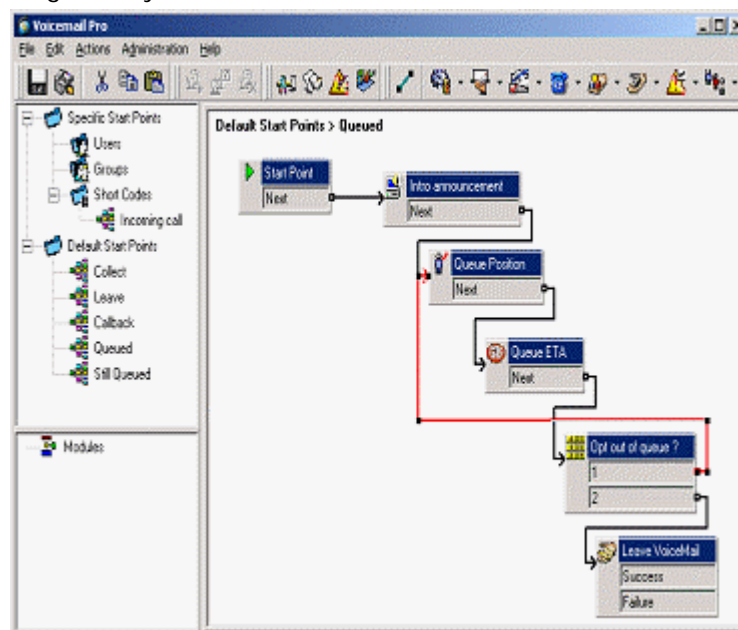 Voicemail Pro
File Edit Actions Administration Help
Specific Start Points
Users
Groups
Short Codes
Incoming call
Default Start Points
Collect
Leave
Callback
Queued
Still Queued
Modules
Default Start Points > Queued
Start Point
Next
Intro announcement
Next
Queue Position
Next
Queue ETA
Next
Opt out of queue ?
1
2
Leave VoiceMail
Success
Failure